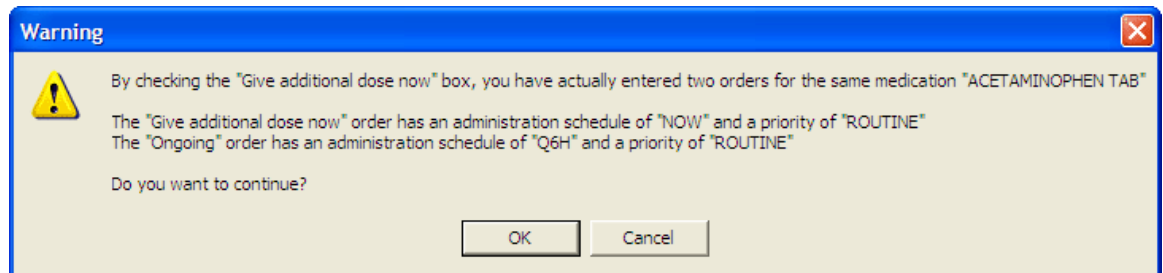 Warning
By checking the "Give additional dose now" box, you have actually entered two orders for the same medication "ACETAMINOPHEN TAB"
The "Give additional dose now" order has an administration schedule of "NOW" and a priority of "ROUTINE"
The "Ongoing" order has an administration schedule of "Q6H" and a priority of "ROUTINE"
Do you want to continue?
OK
Cancel